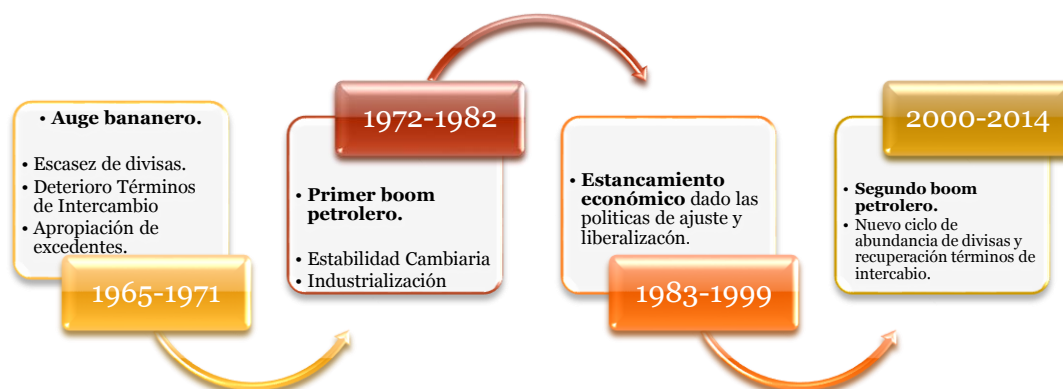 • Auge bananero.
• Escasez de divisas.
• Deterioro Términos
de Intercambio
• Apropiación de
excedentes.
1965-1971
1972-1982
• Primer boom
petrolero.
• Estabilidad Cambiaria
• Industrialización
• Estancamiento
económico dado las
politicas de ajuste y
liberalizacón.
1983-1999
2000-2014
• Segundo boom
petrolero.
• Nuevo ciclo de
abundancia de divisas y
recuperación términos de
intercabio.